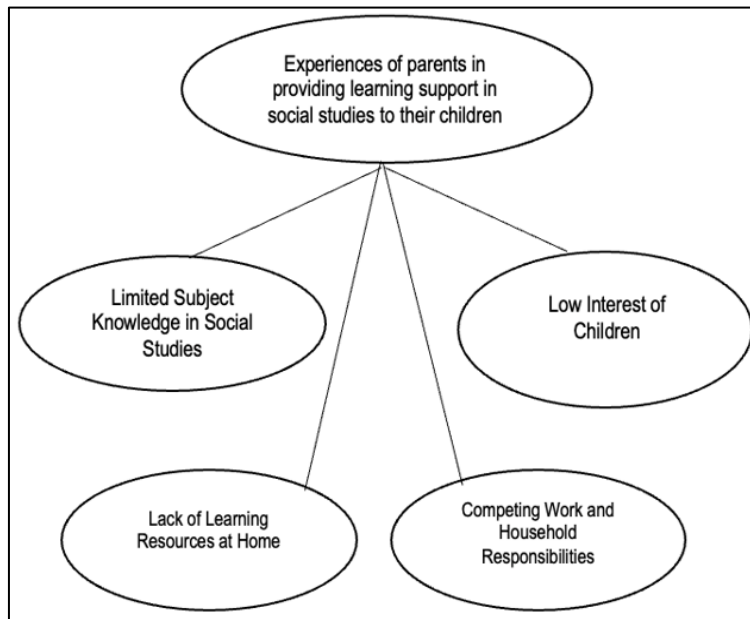 Experiences of parents in
providing learning support in
social studies to their children
Limited Subject
Knowledge in Social
Studies
Low Interest of
Children
Lack of Learning
Resources at Home
Competing Work and
Household
Responsibilities